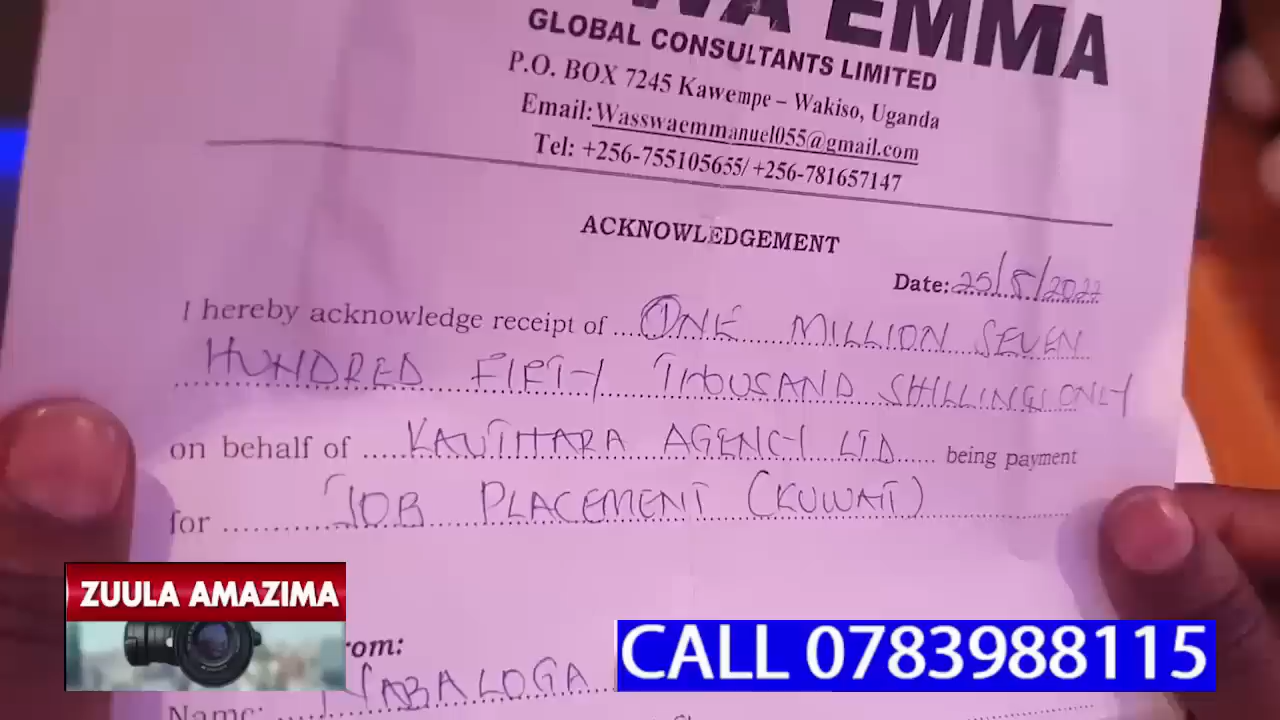 EMMA
GLOBAL CONSULTANTS LIMITED
P.O. BOX 7245 Kawempe – Wakiso, Uganda
Email: Wasswaemmanuel055@gmail.com
Tel: +256-755105655/ +256-781657147
ACKNOWLEDGEMENT
Date: 25/5/2022
I hereby acknowledge receipt of ONE MILLION SEVEN
HUNDRED FIFTY THOUSAND SHILLINGS ONLY
on behalf of KAUTHARA AGENCY LTD being payment
for JOB PLACEMENT (KUWAIT)
ZUULA AMAZIMA
Name: NABALOGA
CALL 0783988115